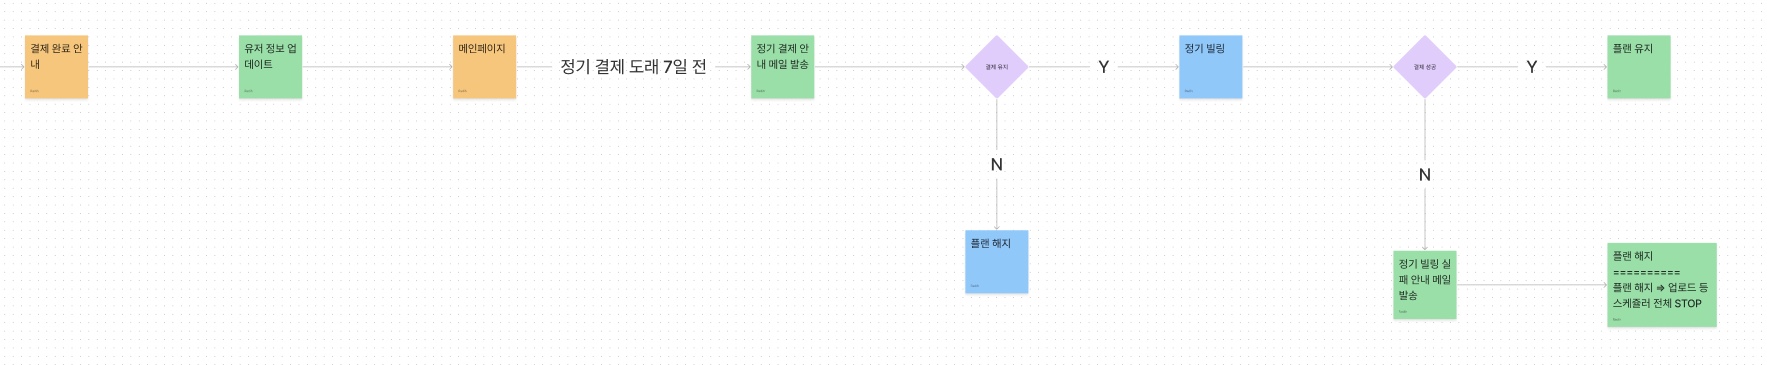 결제 완료 안
내
유저 정보 업
데이트
메인페이지
정기 결제 도래 7일 전
정기 결제 안
내 메일 발송
결제 유지
Y
정기 빌링
결제 성공
Y
플랜 유지
N
N
플랜 해지
정기 빌링 실
패 안내 메일
발송
플랜 해지
==========
플랜 해지 => 업로드 등
스케쥴러 전체 STOP